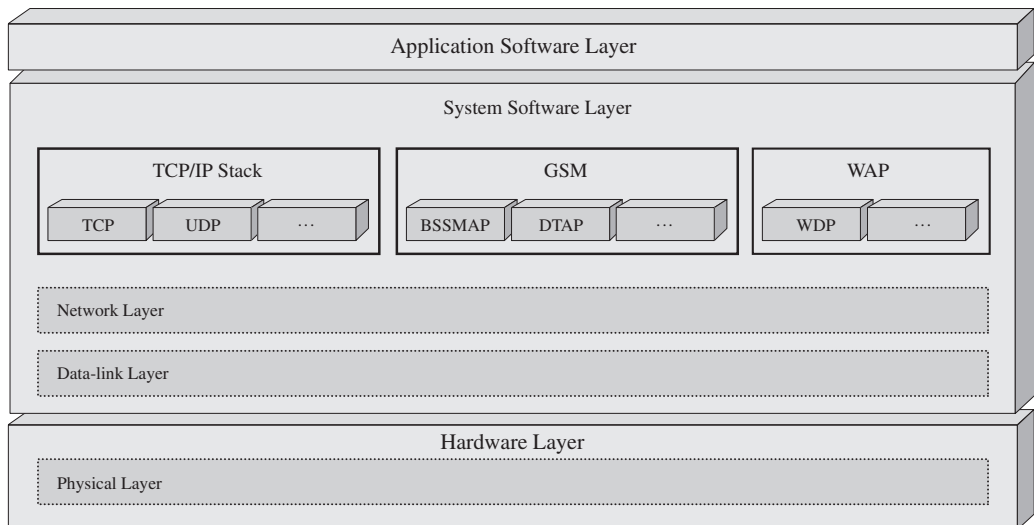 Application Software Layer
System Software Layer
TCP/IP Stack
TCP
UDP
...
GSM
BSSMAP
DTAP
...
WAP
WDP
...
Network Layer
Data-link Layer
Hardware Layer
Physical Layer